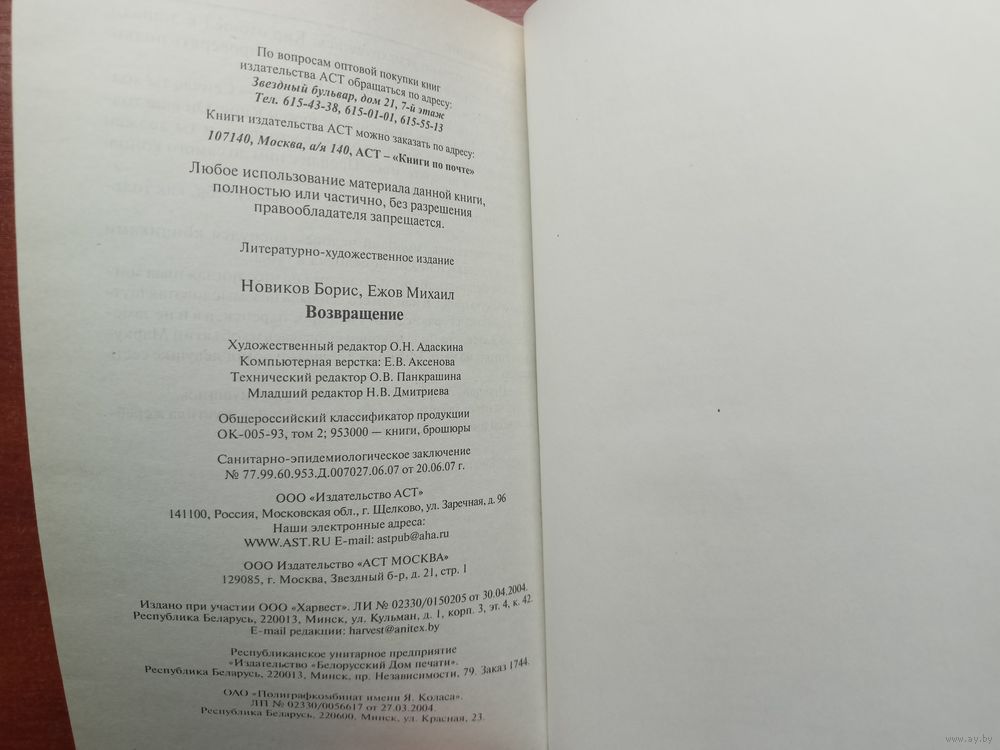 По вопросам оптовой покупки книг
издательства АСТ обращаться по адресу:
Звездный бульвар, дом 21, 7-й этаж
Тел. 615-43-38, 615-01-01, 615-55-13
Книги издательства АСТ можно заказать по адресу:
107140, Москва, а/я 140, АСТ – «Книги по почте»
Любое использование материала данной книги,
полностью или частично, без разрешения
правообладателя запрещается.
Литературно-художественное издание
Новиков Борис, Ежов Михаил
Возвращение
Художественный редактор О.Н. Адаскина
Компьютерная верстка: Е.В. Аксенова
Технический редактор О.В. Панкрашина
Младший редактор Н.В. Дмитриева
Общероссийский классификатор продукции
ОК-005-93, том 2; 953000 — книги, брошюры
Санитарно-эпидемиологическое заключение
№ 77.99.60.953.Д.007027.06.07 от 20.06.07 г.
ООО «Издательство АСТ»
141100, Россия, Московская обл., г. Щелково, ул. Заречная, д. 96
Наши электронные адреса:
WWW.AST.RU E-mail: astpub@aha.ru
ООО Издательство «АСТ МОСКВА»
129085, г. Москва, Звездный б-р, д. 21, стр. 1
Издано при участии ООО «Харвест». ЛИ № 02330/0150205 от 30.04.2004.
Республика Беларусь, 220013, Минск, ул. Кульман, д. 1, корп. 3, эт. 4, к. 42.
E-mail редакции: harvest@anitex.by
Республиканское унитарное предприятие
«Издательство «Белорусский Дом печати».
Республика Беларусь, 220013, Минск, пр. Независимости, 79. Заказ 1744.
ОАО «Полиграфкомбинат имени Я. Коласа».
ЛП № 02330/0056617 от 27.03.2004.
Республика Беларусь, 220600, Минск, ул. Красная, 23.
www.ay.by